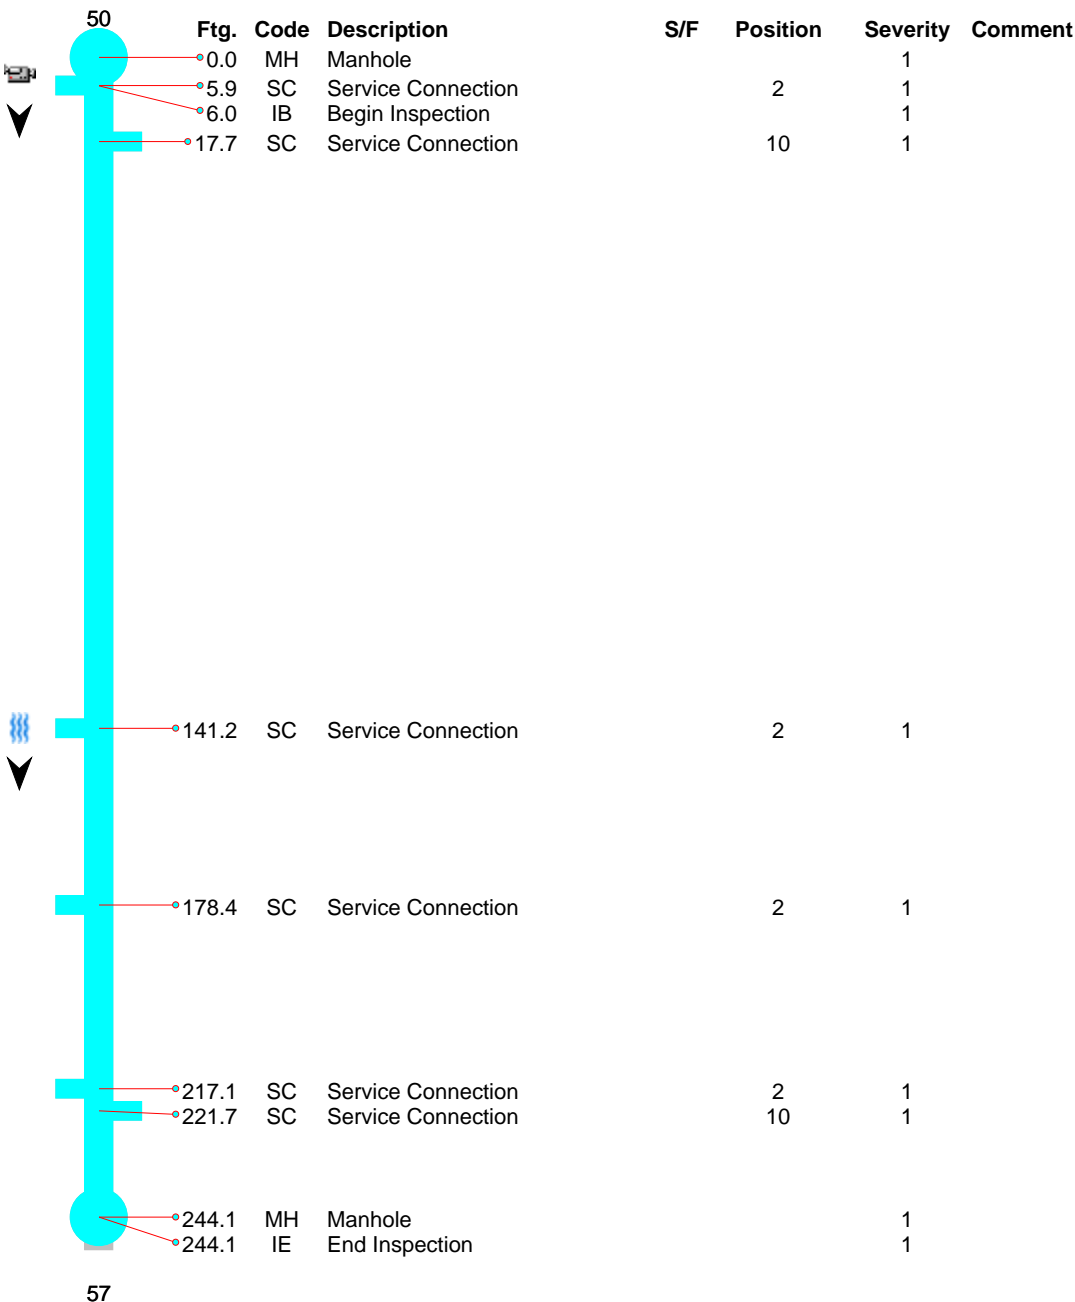 50
Ftg. Code Description S/F Position Severity Comment
0.0 MH Manhole 1
5.9 SC Service Connection 2 1
6.0 IB Begin Inspection 1
17.7 SC Service Connection 10 1
141.2 SC Service Connection 2 1
178.4 SC Service Connection 2 1
217.1 SC Service Connection 2 1
221.7 SC Service Connection 10 1
244.1 MH Manhole 1
244.1 IE End Inspection 1
57